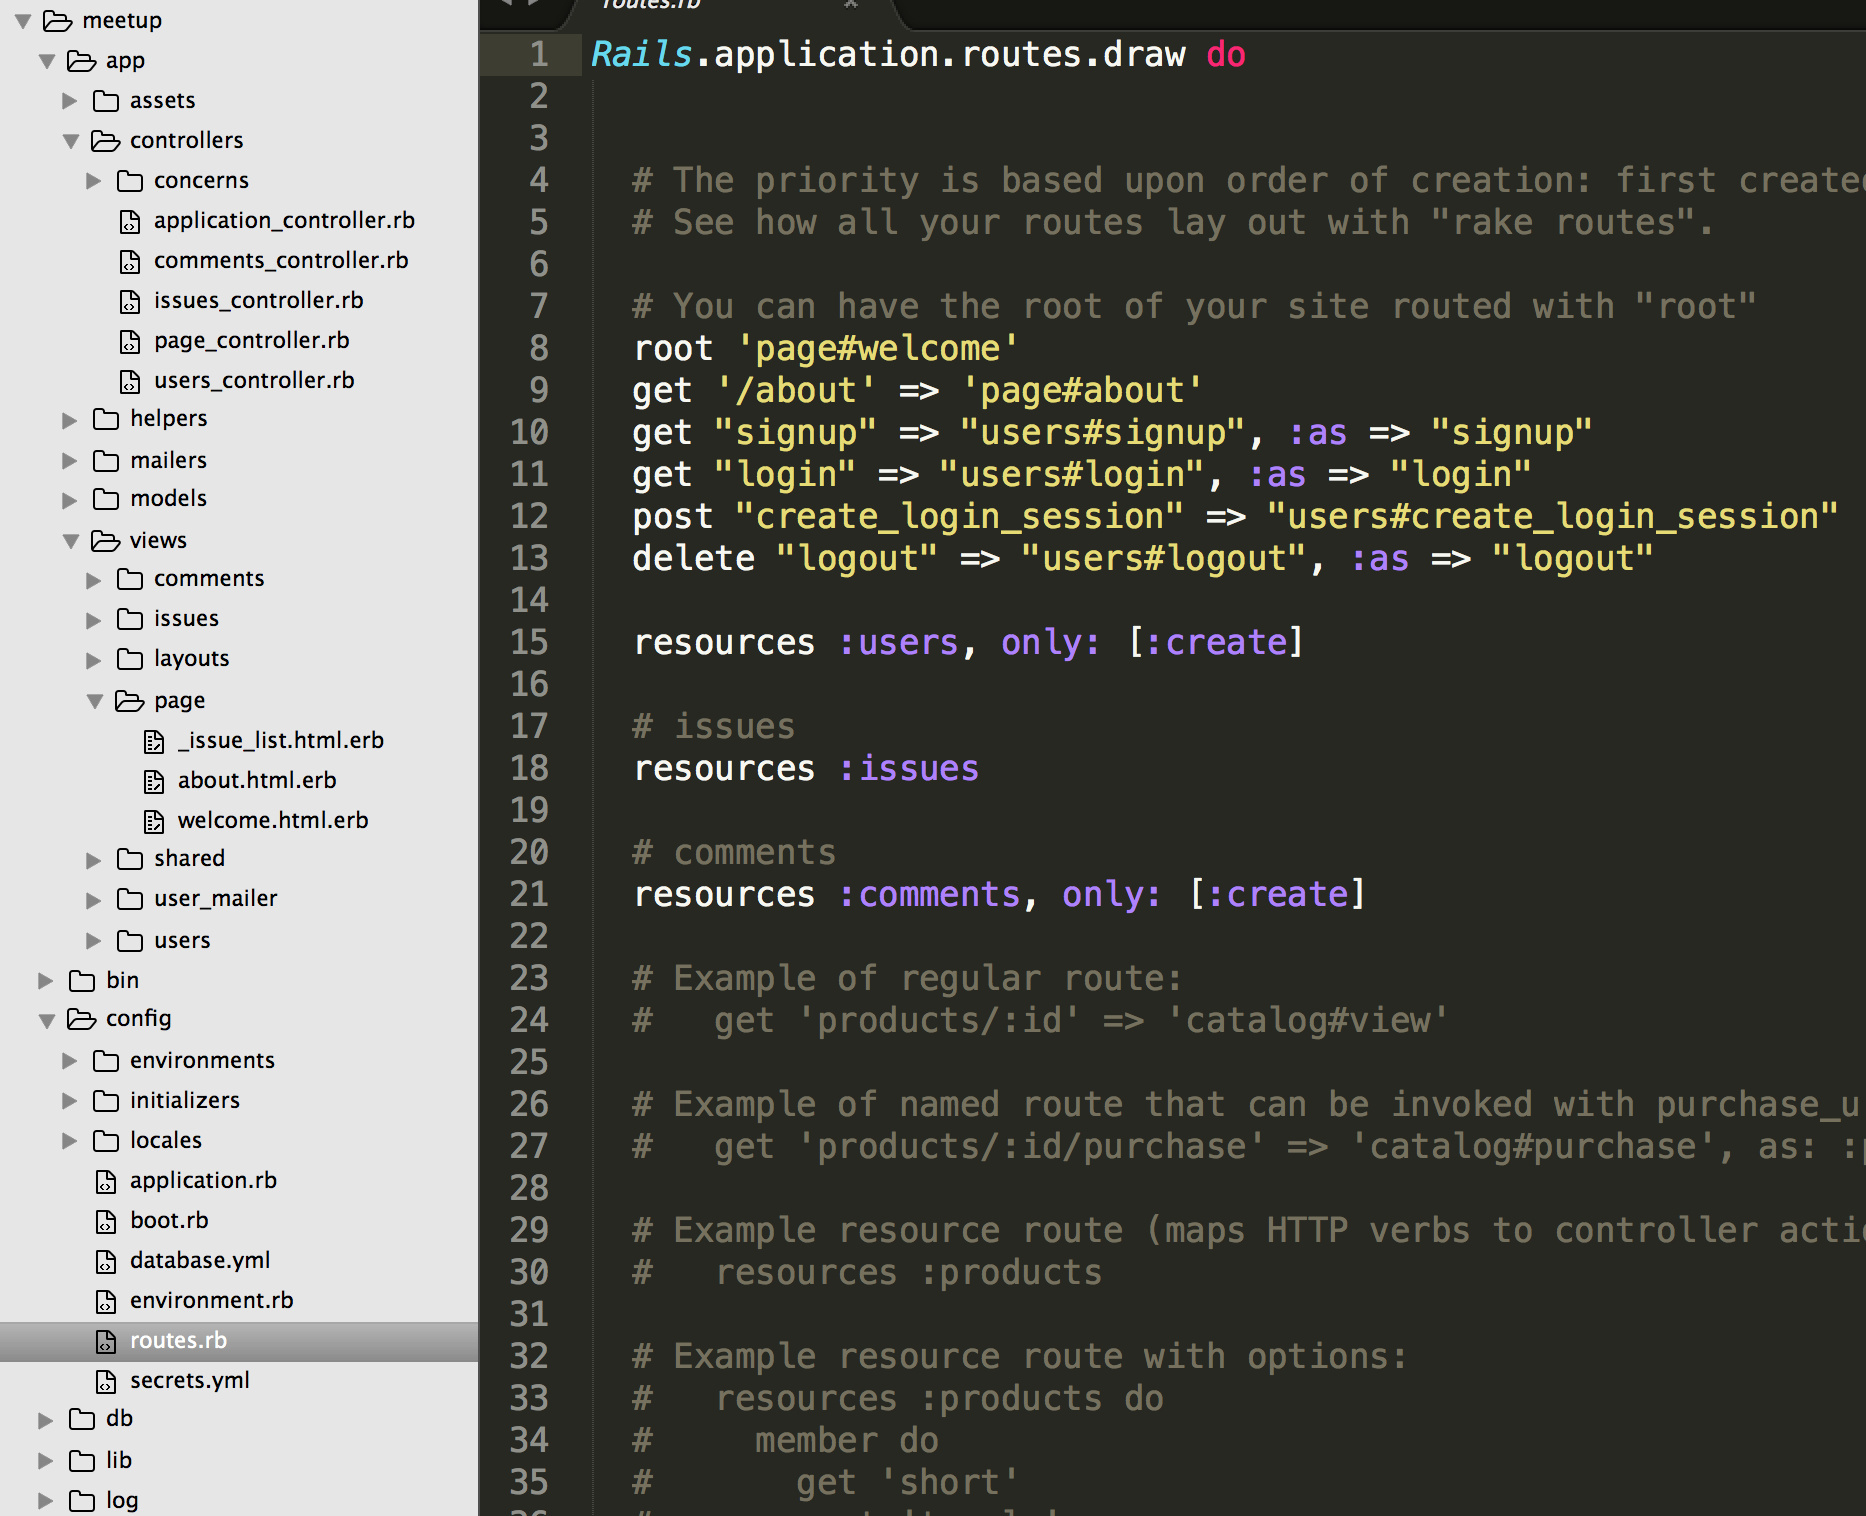 meetup
app
assets
controllers
concerns
application_controller.rb
comments_controller.rb
issues_controller.rb
page_controller.rb
users_controller.rb
helpers
mailers
models
views
comments
issues
layouts
page
_issue_list.html.erb
about.html.erb
welcome.html.erb
shared
user_mailer
users
bin
config
environments
initializers
locales
application.rb
boot.rb
database.yml
environment.rb
routes.rb
secrets.yml
db
lib
log
routes.rb
1 Rails.application.routes.draw do
2
3
4 # The priority is based upon order of creation: first created
5 # See how all your routes lay out with "rake routes".
6
7 # You can have the root of your site routed with "root"
8 root 'page#welcome'
9 get '/about' => 'page#about'
10 get "signup" => "users#signup", :as => "signup"
11 get "login" => "users#login", :as => "login"
12 post "create_login_session" => "users#create_login_session"
13 delete "logout" => "users#logout", :as => "logout"
14
15 resources :users, only: [:create]
16
17 # issues
18 resources :issues
19
20 # comments
21 resources :comments, only: [:create]
22
23 # Example of regular route:
24 #   get 'products/:id' => 'catalog#view'
25
26 # Example of named route that can be invoked with purchase_u
27 #   get 'products/:id/purchase' => 'catalog#purchase', as: :p
28
29 # Example resource route (maps HTTP verbs to controller actio
30 #   resources :products
31
32 # Example resource route with options:
33 #   resources :products do
34 #     member do
35 #       get 'short'